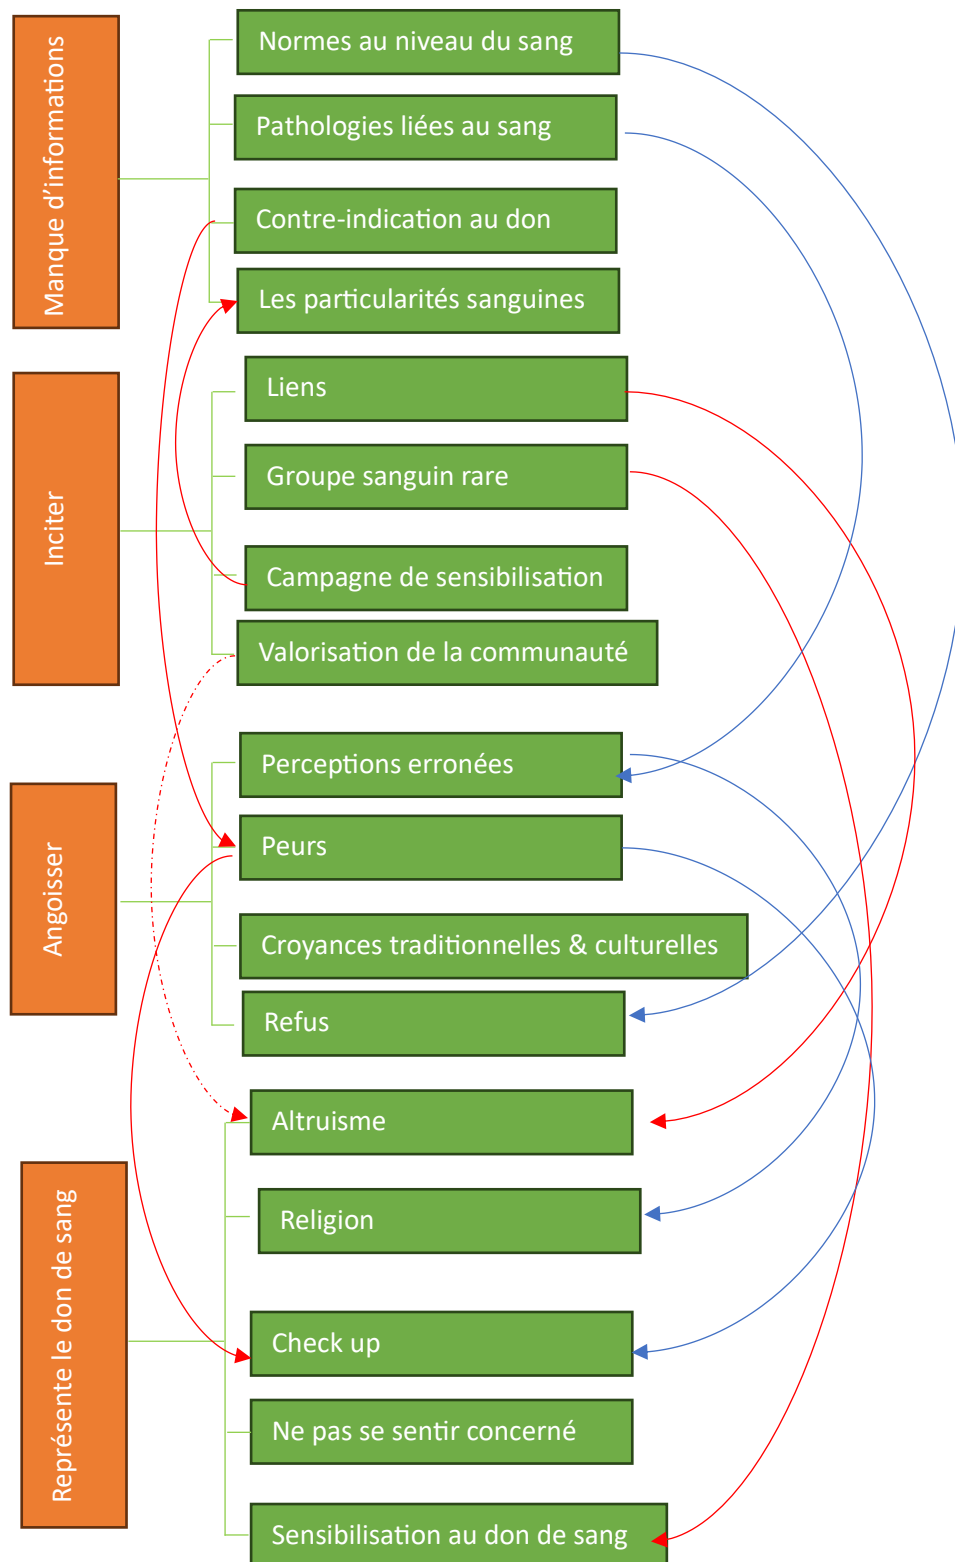 Manque d'informations
Normes au niveau du sang
Pathologies liées au sang
Contre-indication au don
Les particularités sanguines
Inciter
Liens
Groupe sanguin rare
Campagne de sensibilisation
Valorisation de la communauté
Angoisser
Perceptions erronées
Peurs
Croyances traditionnelles & culturelles
Refus
Représente le don de sang
Altruisme
Religion
Check up
Ne pas se sentir concerné
Sensibilisation au don de sang